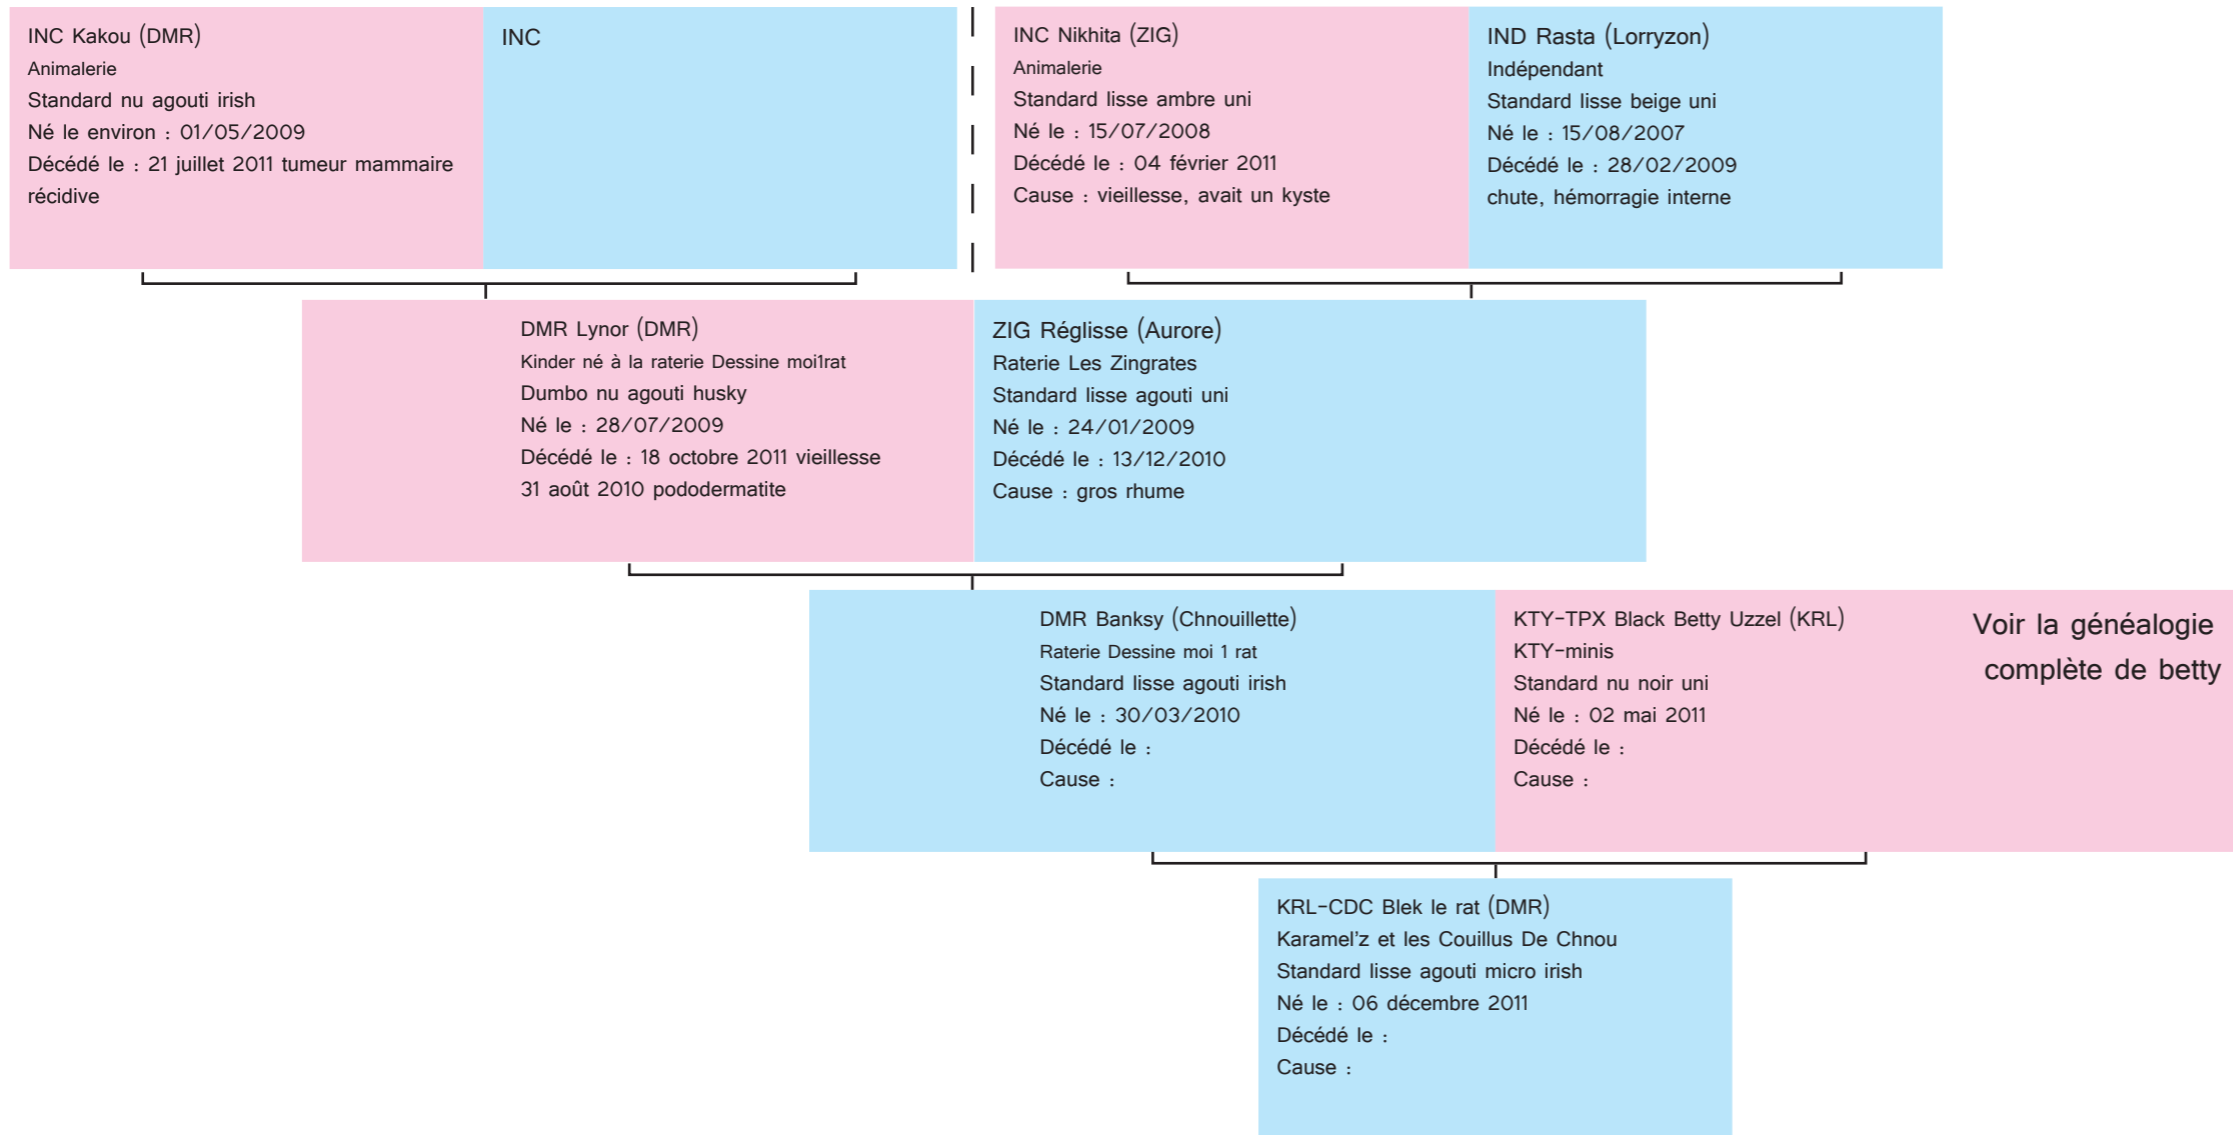 INC Kakou (DMR)
Animalerie
Standard nu agouti irish
Né le environ : 01/05/2009
Décédé le : 21 juillet 2011 tumeur mammaire
récidive
INC
INC Nikhita (ZIG)
Animalerie
Standard lisse ambre uni
Né le : 15/07/2008
Décédé le : 04 février 2011
Cause : vieillesse, avait un kyste
IND Rasta (Lorryzon)
Indépendant
Standard lisse beige uni
Né le : 15/08/2007
Décédé le : 28/02/2009
chute, hémorragie interne
DMR Lynor (DMR)
Kinder né à la raterie Dessine moi1rat
Dumbo nu agouti husky
Né le : 28/07/2009
Décédé le : 18 octobre 2011 vieillesse
31 août 2010 pododermatite
ZIG Réglisse (Aurore)
Raterie Les Zingrates
Standard lisse agouti uni
Né le : 24/01/2009
Décédé le : 13/12/2010
Cause : gros rhume
DMR Banksy (Chnouillette)
Raterie Dessine moi 1 rat
Standard lisse agouti irish
Né le : 30/03/2010
Décédé le :
Cause :
KTY-TPX Black Betty Uzzel (KRL)
KTY-minis
Standard nu noir uni
Né le : 02 mai 2011
Décédé le :
Cause :
Voir la généalogie
complète de betty
KRL-CDC Blek le rat (DMR)
Karamel'z et les Couillus De Chnou
Standard lisse agouti micro irish
Né le : 06 décembre 2011
Décédé le :
Cause :